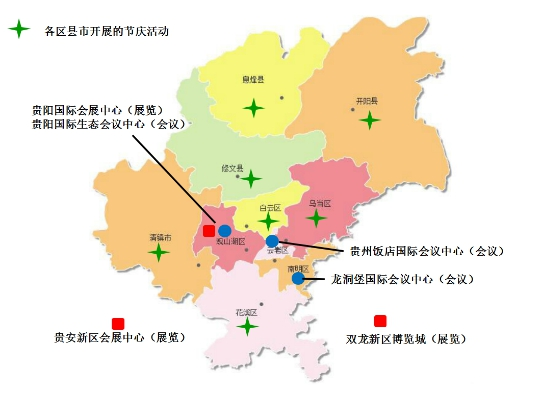 各区县市开展的节庆活动
息烽县
开阳县
贵阳国际会展中心（展览）
贵阳国际生态会议中心（会议）
修文县
白云区
乌当区
清镇市
观山湖区
云岩区
贵州饭店国际会议中心（会议）
南明区
龙洞堡国际会议中心（会议）
花溪区
贵安新区会展中心（展览）
双龙新区博览城（展览）